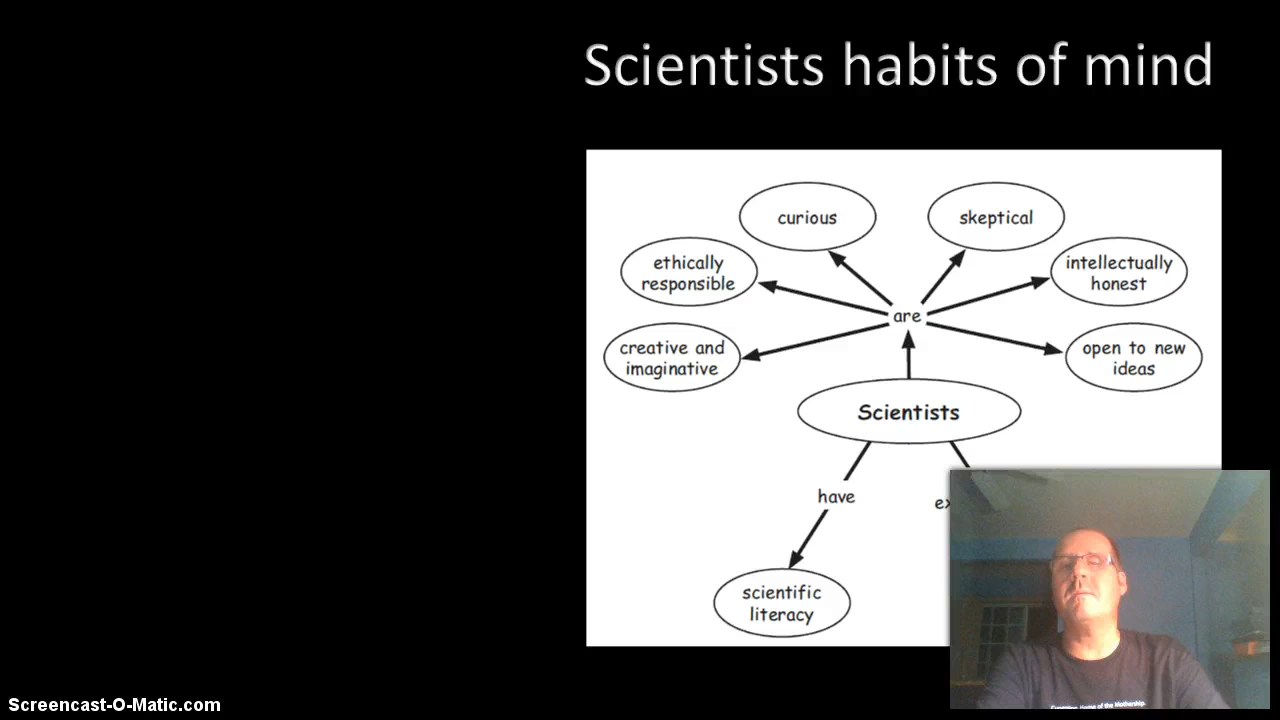 Scientists habits of mind
curious
skeptical
ethically
responsible
intellectually
honest
are
creative and
imaginative
open to new
ideas
Scientists
have
scientific
literacy
Screencast-O-Matic.com